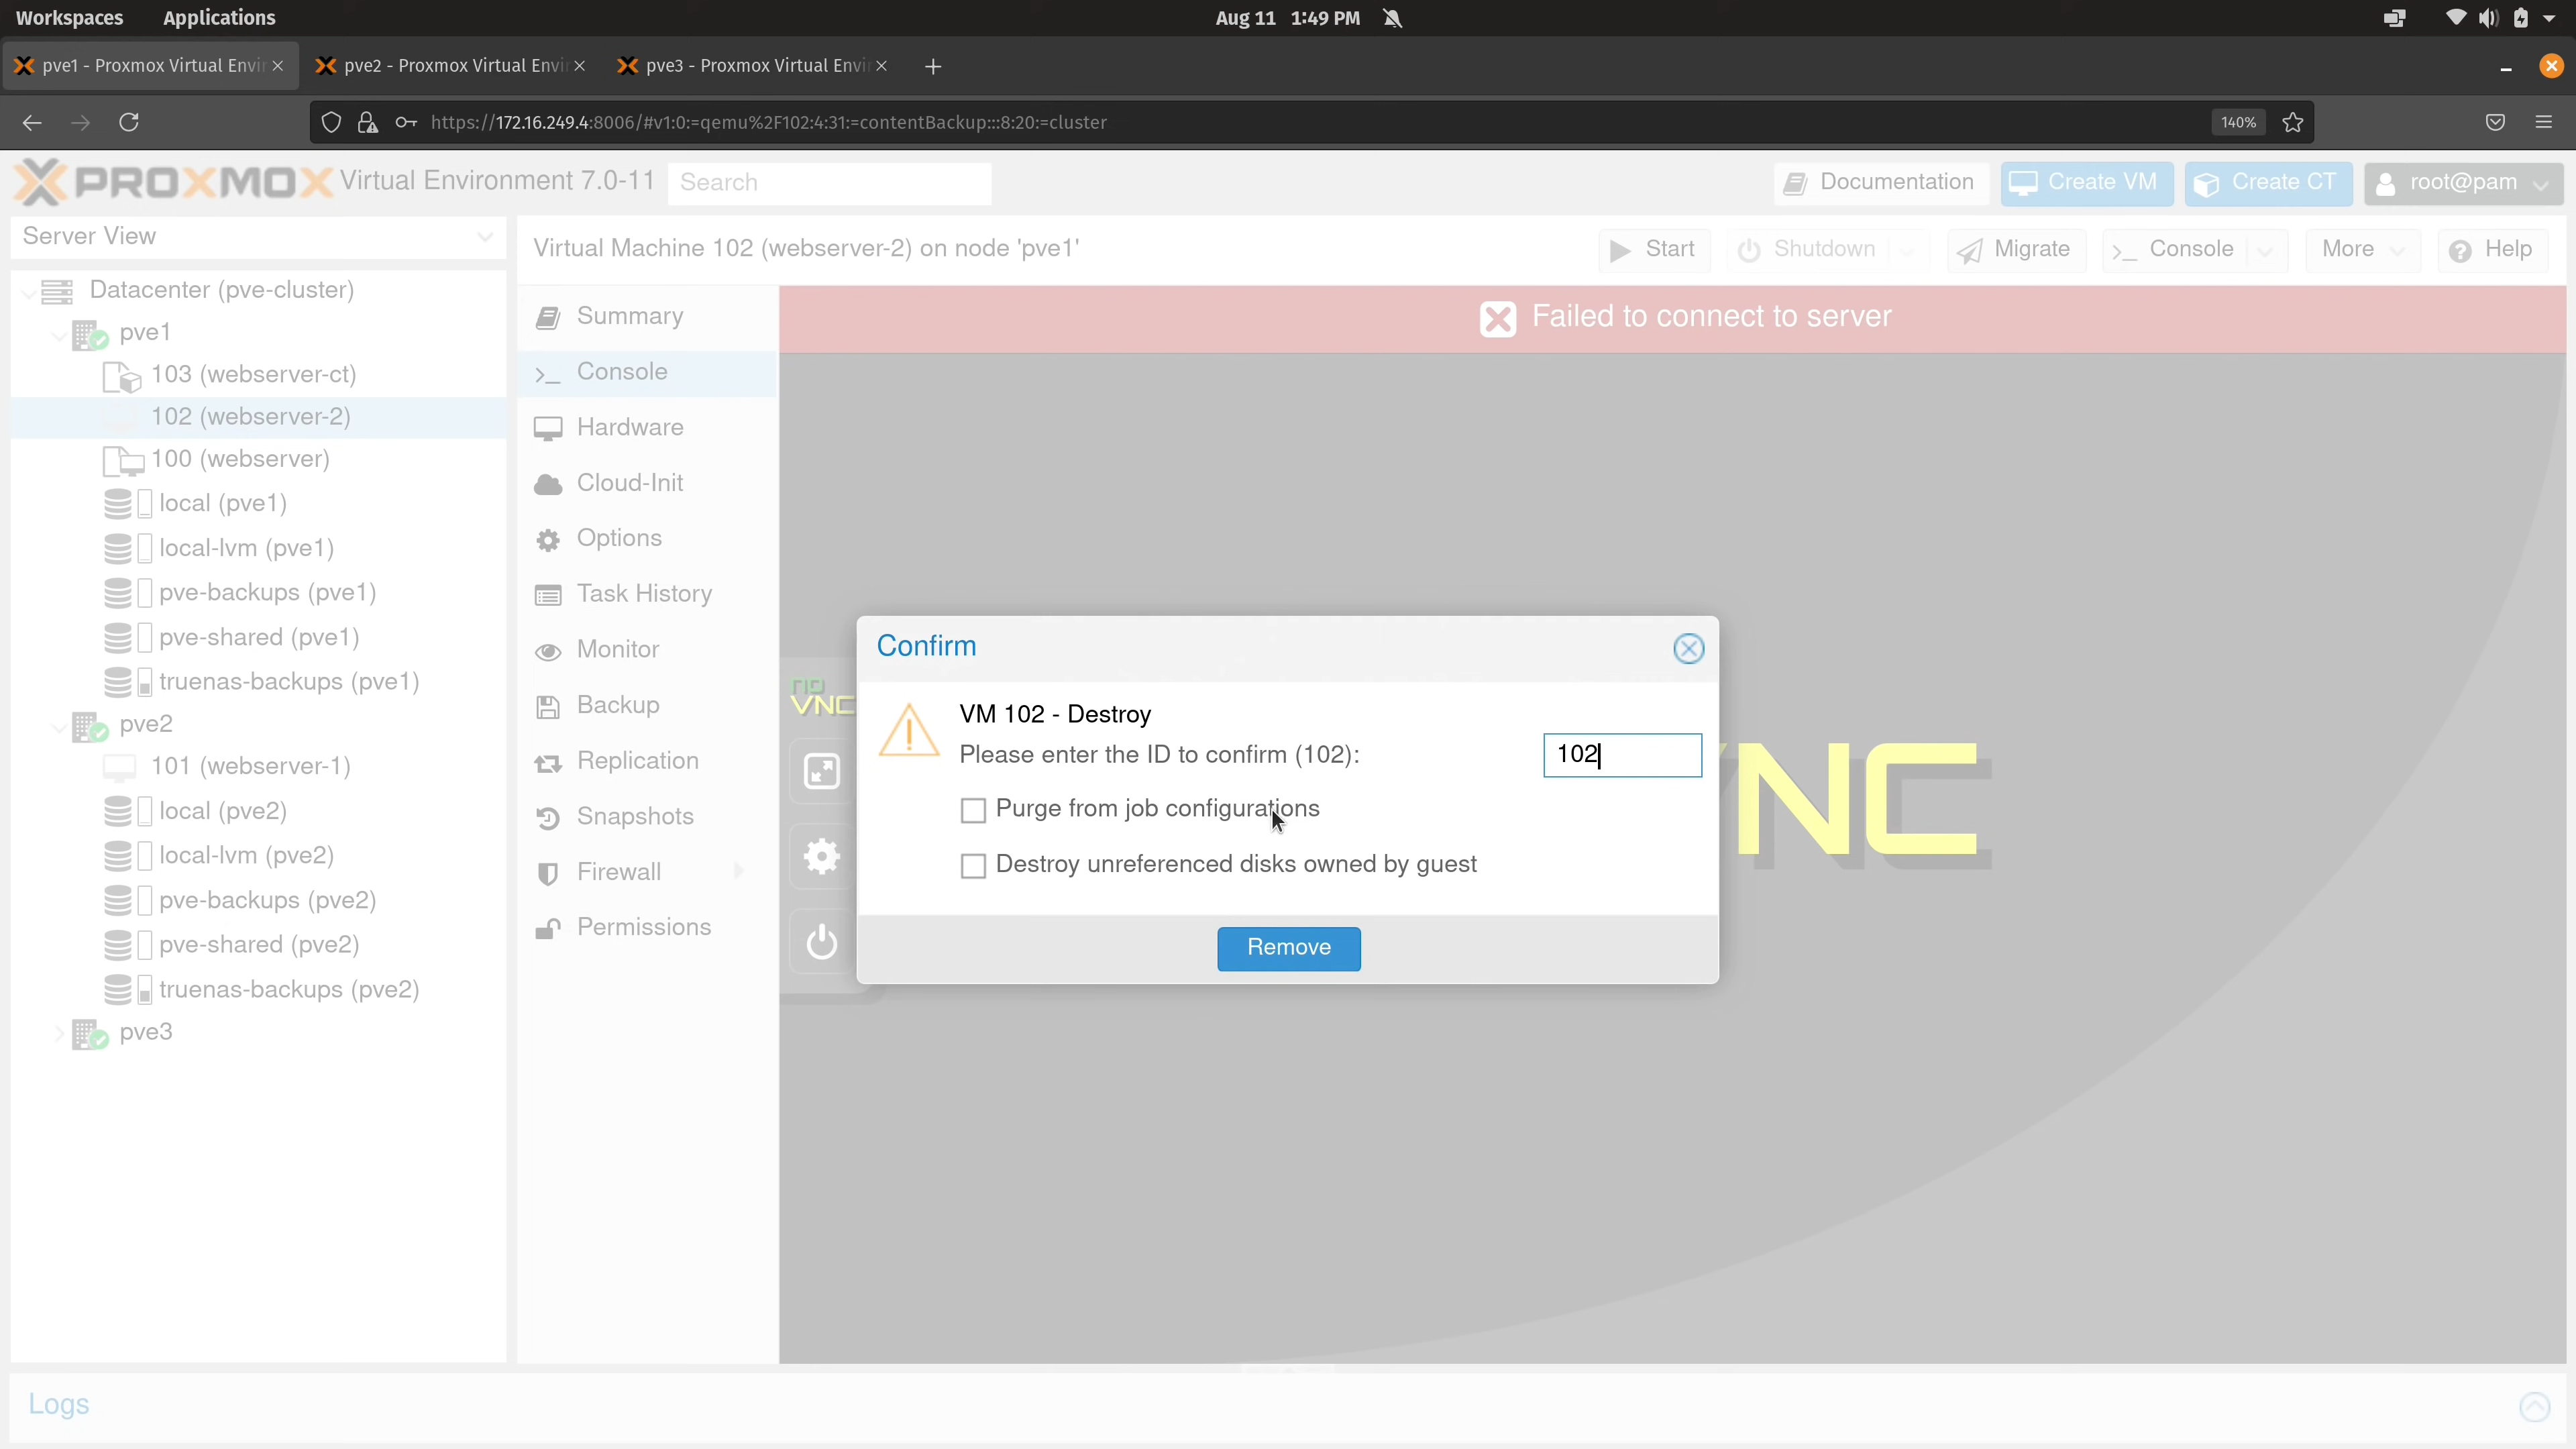 Workspaces Applications Aug 11 1:49 PM
pve1 - Proxmox Virtual Envir pve2 - Proxmox Virtual Envir pve3 - Proxmox Virtual Envir
https://172.16.249.4:8006/#v1:0:=qemu%2F102:4:31:=contentBackup:::8:20:=cluster 140%
PROXMOX Virtual Environment 7.0-11 Search Documentation Create VM Create CT root@pam
Server View
Virtual Machine 102 (webserver-2) on node 'pve1' Start Shutdown Migrate Console More Help
Datacenter (pve-cluster)
pve1
103 (webserver-ct)
102 (webserver-2)
100 (webserver)
local (pve1)
local-lvm (pve1)
pve-backups (pve1)
pve-shared (pve1)
truenas-backups (pve1)
pve2
101 (webserver-1)
local (pve2)
local-lvm (pve2)
pve-backups (pve2)
pve-shared (pve2)
truenas-backups (pve2)
pve3
Summary
Console
Hardware
Cloud-Init
Options
Task History
Monitor
Backup
Replication
Snapshots
Firewall
Permissions
Failed to connect to server
no
VNC
VNC
Confirm
VM 102 - Destroy
Please enter the ID to confirm (102): 102
Purge from job configurations
Destroy unreferenced disks owned by guest
Remove
Logs